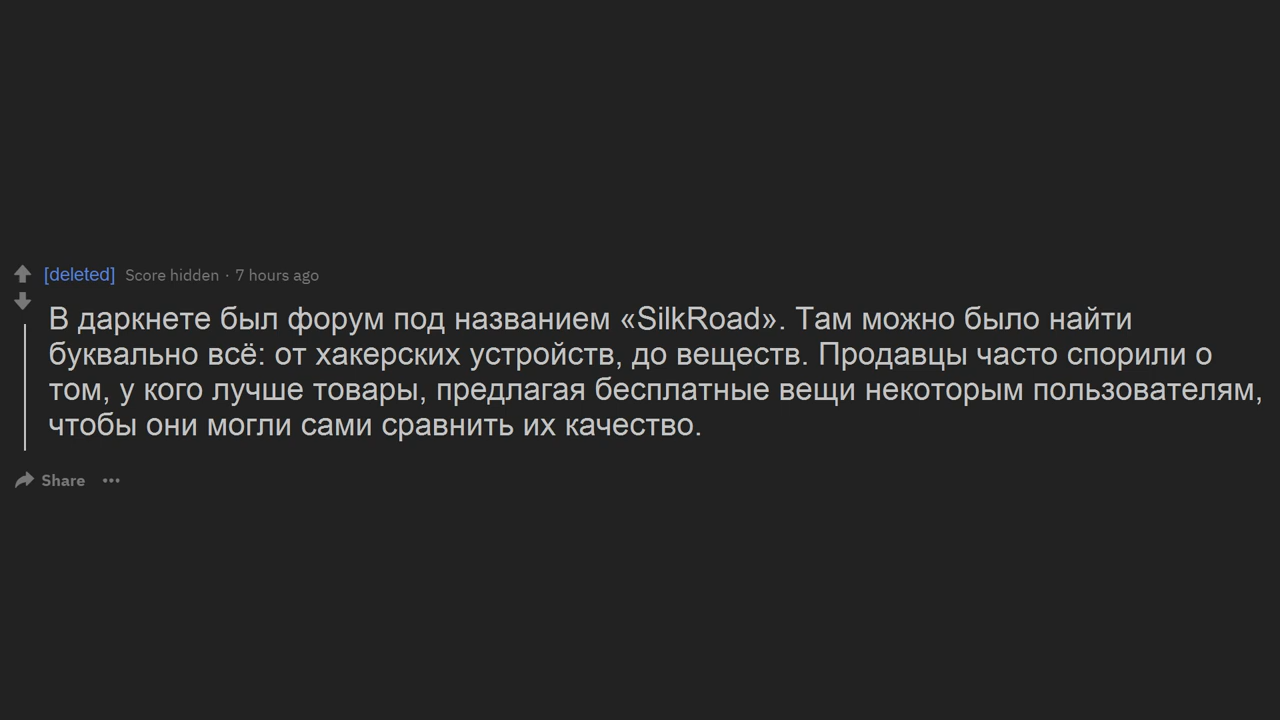 [deleted] Score hidden · 7 hours ago
В даркнете был форум под названием «SilkRoad». Там можно было найти
буквально всё: от хакерских устройств, до веществ. Продавцы часто спорили о
том, у кого лучше товары, предлагая бесплатные вещи некоторым пользователям,
чтобы они могли сами сравнить их качество.
Share ···